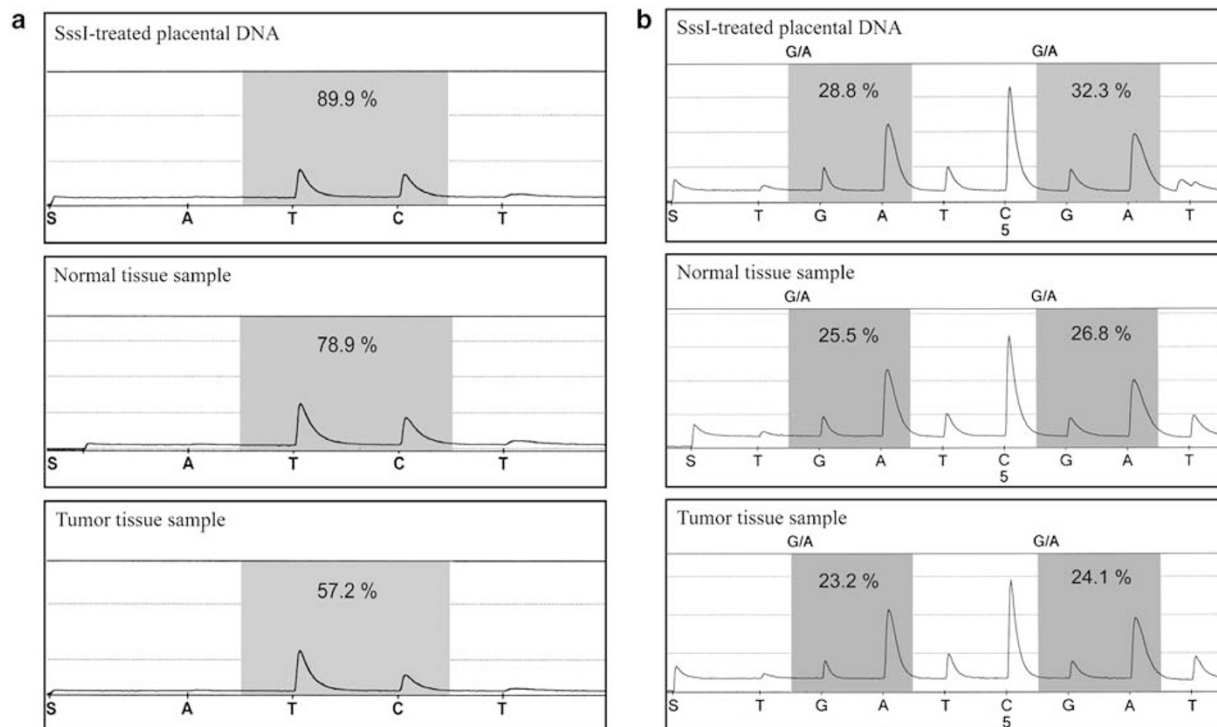 a
SssI-treated placental DNA
89.9 %
S A T C T
Normal tissue sample
78.9 %
S A T C T
Tumor tissue sample
57.2 %
S A T C T
b
SssI-treated placental DNA
G/A G/A
28.8 % 32.3 %
S T G A T C G A T
5
Normal tissue sample
G/A G/A
25.5 % 26.8 %
S T G A T C G A T
5
Tumor tissue sample
G/A G/A
23.2 % 24.1 %
S T G A T C G A T
5